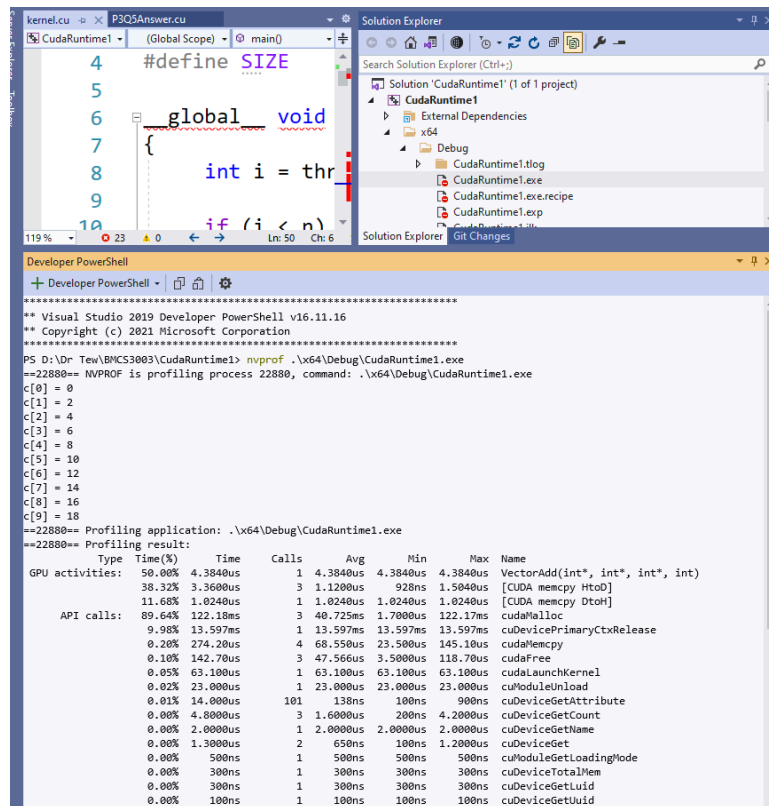 kernel.cu P3Q5Answer.cu
CudaRuntime1 (Global Scope) main()
4 #define SIZE
5
6 __global__ void
7 {
8 int i = thr
9
10 if (i < n)
119 % 23 0 Ln: 50 Ch: 6
Solution Explorer
Search Solution Explorer (Ctrl+;)
Solution 'CudaRuntime1' (1 of 1 project)
CudaRuntime1
External Dependencies
x64
Debug
CudaRuntime1.tlog
CudaRuntime1.exe
CudaRuntime1.exe.recipe
CudaRuntime1.exp
Solution Explorer Git Changes
Developer PowerShell
Developer PowerShell
**********************************************************************
** Visual Studio 2019 Developer PowerShell v16.11.16
** Copyright (c) 2021 Microsoft Corporation
**********************************************************************
PS D:\Dr Tew\BMCS3003\CudaRuntime1> nvprof .\x64\Debug\CudaRuntime1.exe
==22880== NVPROF is profiling process 22880, command: .\x64\Debug\CudaRuntime1.exe
c[0] = 0
c[1] = 2
c[2] = 4
c[3] = 6
c[4] = 8
c[5] = 10
c[6] = 12
c[7] = 14
c[8] = 16
c[9] = 18
==22880== Profiling application: .\x64\Debug\CudaRuntime1.exe
==22880== Profiling result:
Type Time(%) Time Calls Avg Min Max Name
GPU activities: 50.00% 4.3840us 1 4.3840us 4.3840us 4.3840us VectorAdd(int*, int*, int*, int)
38.32% 3.3600us 3 1.1200us 928ns 1.5040us [CUDA memcpy HtoD]
11.68% 1.0240us 1 1.0240us 1.0240us 1.0240us [CUDA memcpy DtoH]
API calls: 89.64% 122.18ms 3 40.725ms 1.7000us 122.17ms cudaMalloc
9.98% 13.597ms 1 13.597ms 13.597ms 13.597ms cuDevicePrimaryCtxRelease
0.20% 274.20us 4 68.550us 23.500us 145.10us cudaMemcpy
0.10% 142.70us 3 47.566us 3.5000us 118.70us cudaFree
0.05% 63.100us 1 63.100us 63.100us 63.100us cudaLaunchKernel
0.02% 23.000us 1 23.000us 23.000us 23.000us cuModuleUnload
0.01% 14.000us 101 138ns 100ns 900ns cuDeviceGetAttribute
0.00% 4.8000us 3 1.6000us 200ns 4.2000us cuDeviceGetCount
0.00% 2.0000us 1 2.0000us 2.0000us 2.0000us cuDeviceGetName
0.00% 1.3000us 2 650ns 100ns 1.2000us cuDeviceGet
0.00% 500ns 1 500ns 500ns 500ns cuModuleGetLoadingMode
0.00% 300ns 1 300ns 300ns 300ns cuDeviceTotalMem
0.00% 300ns 1 300ns 300ns 300ns cuDeviceGetLuid
0.00% 100ns 1 100ns 100ns 100ns cuDeviceGetUuid